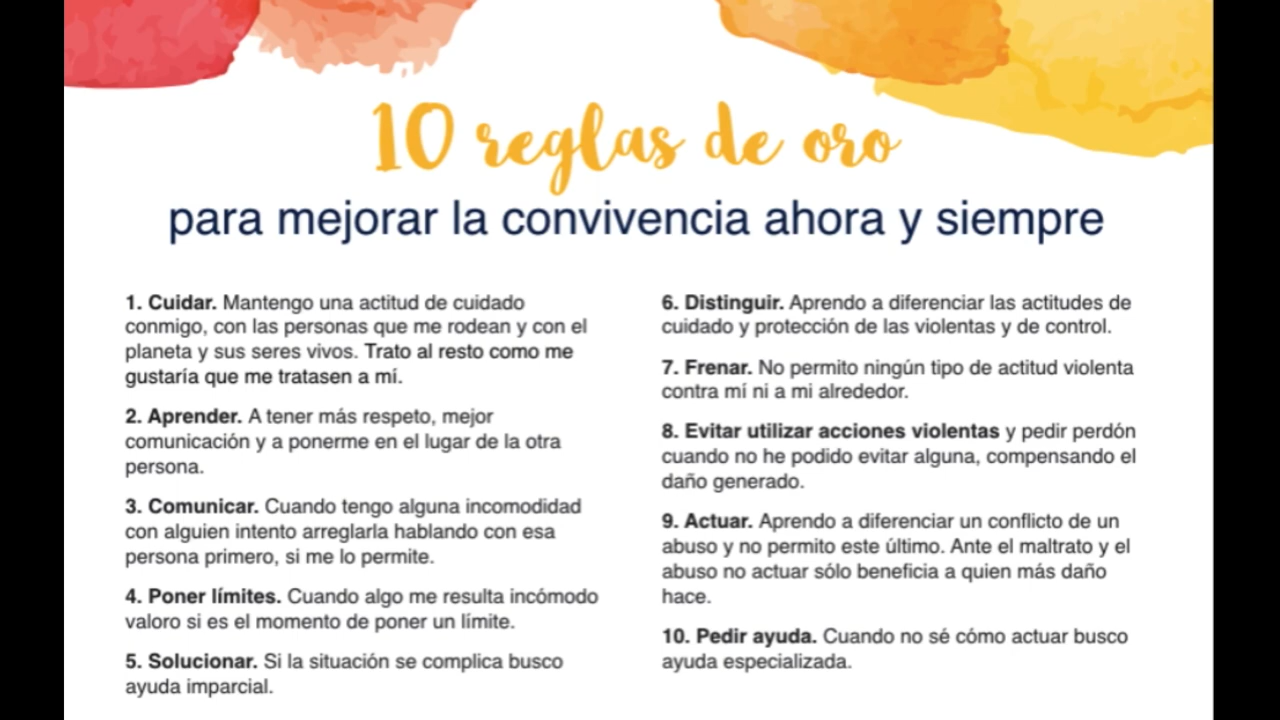 10 reglas de oro
para mejorar la convivencia ahora y siempre
1. Cuidar. Mantengo una actitud de cuidado
conmigo, con las personas que me rodean y con el
planeta y sus seres vivos. Trato al resto como me
gustaría que me tratasen a mí.
2. Aprender. A tener más respeto, mejor
comunicación y a ponerme en el lugar de la otra
persona.
3. Comunicar. Cuando tengo alguna incomodidad
con alguien intento arreglarla hablando con esa
persona primero, si me lo permite.
4. Poner límites. Cuando algo me resulta incómodo
valoro si es el momento de poner un límite.
5. Solucionar. Si la situación se complica busco
ayuda imparcial.
6. Distinguir. Aprendo a diferenciar las actitudes de
cuidado y protección de las violentas y de control.
7. Frenar. No permito ningún tipo de actitud violenta
contra mí ni a mi alrededor.
8. Evitar utilizar acciones violentas y pedir perdón
cuando no he podido evitar alguna, compensando el
daño generado.
9. Actuar. Aprendo a diferenciar un conflicto de un
abuso y no permito este último. Ante el maltrato y el
abuso no actuar sólo beneficia a quien más daño
hace.
10. Pedir ayuda. Cuando no sé cómo actuar busco
ayuda especializada.